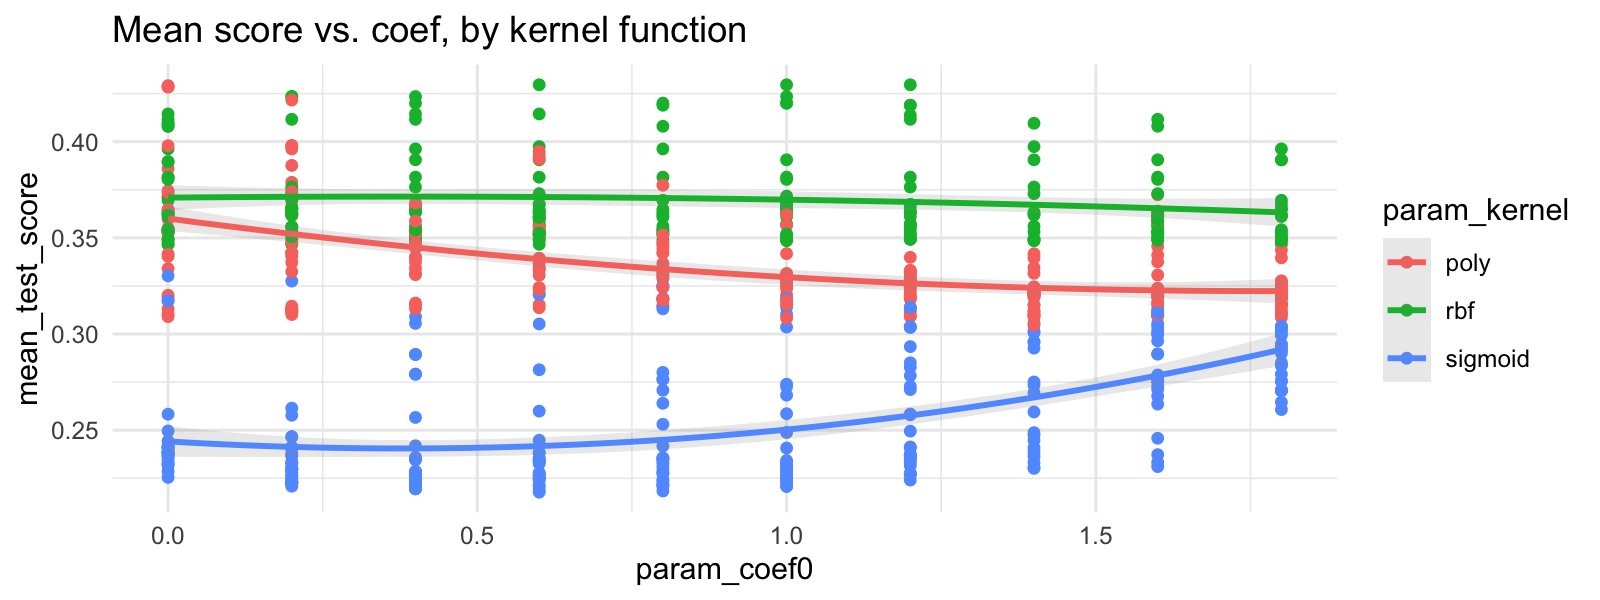 Mean score vs. coef, by kernel function
mean_test_score
0.40
0.35
0.30
0.25
0.0
0.5
1.0
1.5
param_coef0
param_kernel
poly
rbf
sigmoid